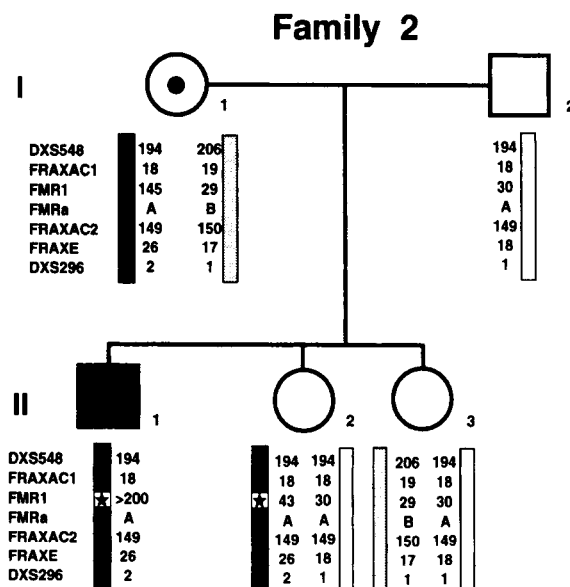 Family 2
I
1
2
DXS548 194 206 194
FRAXAC1 18 19 18
FMR1 145 29 30
FMRa A B A
FRAXAC2 149 150 149
FRAXE 26 17 18
DXS296 2 1 1
II
1
2
3
DXS548 194 194 194 206 194
FRAXAC1 18 18 18 19 18
FMR1 >200 43 30 29 30
FMRa A A A B A
FRAXAC2 149 149 149 150 149
FRAXE 26 26 18 17 18
DXS296 2 2 1 1 1